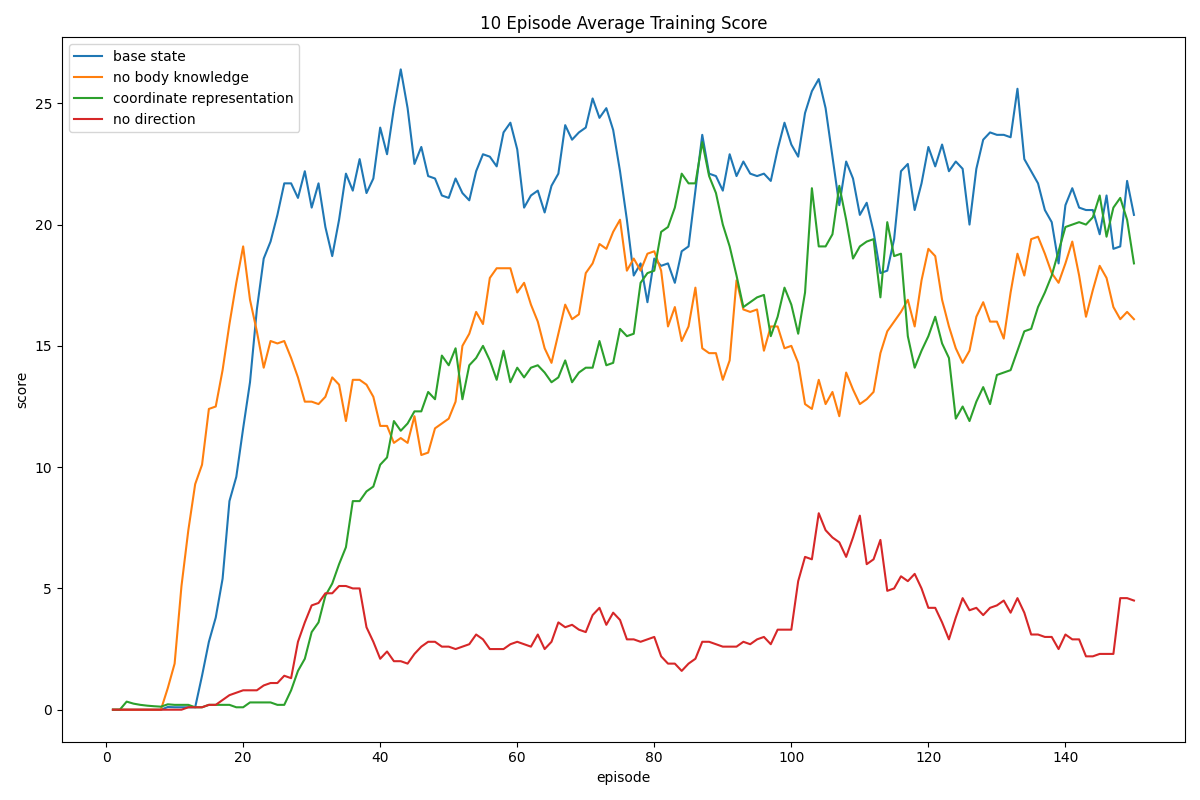 10 Episode Average Training Score
base state
no body knowledge
coordinate representation
no direction
25
20
15
10
5
0
score
0 20 40 60 80 100 120 140
episode